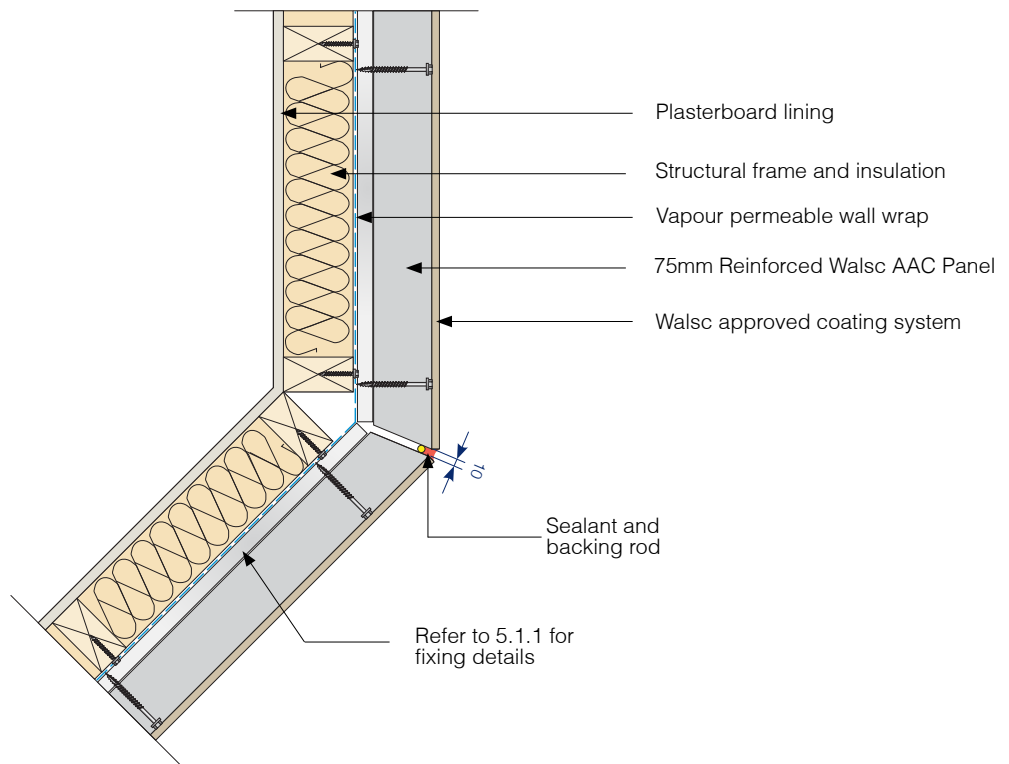 Plasterboard lining
Structural frame and insulation
Vapour permeable wall wrap
75mm Reinforced Walsc AAC Panel
Walsc approved coating system
10
Sealant and
backing rod
Refer to 5.1.1 for
fixing details